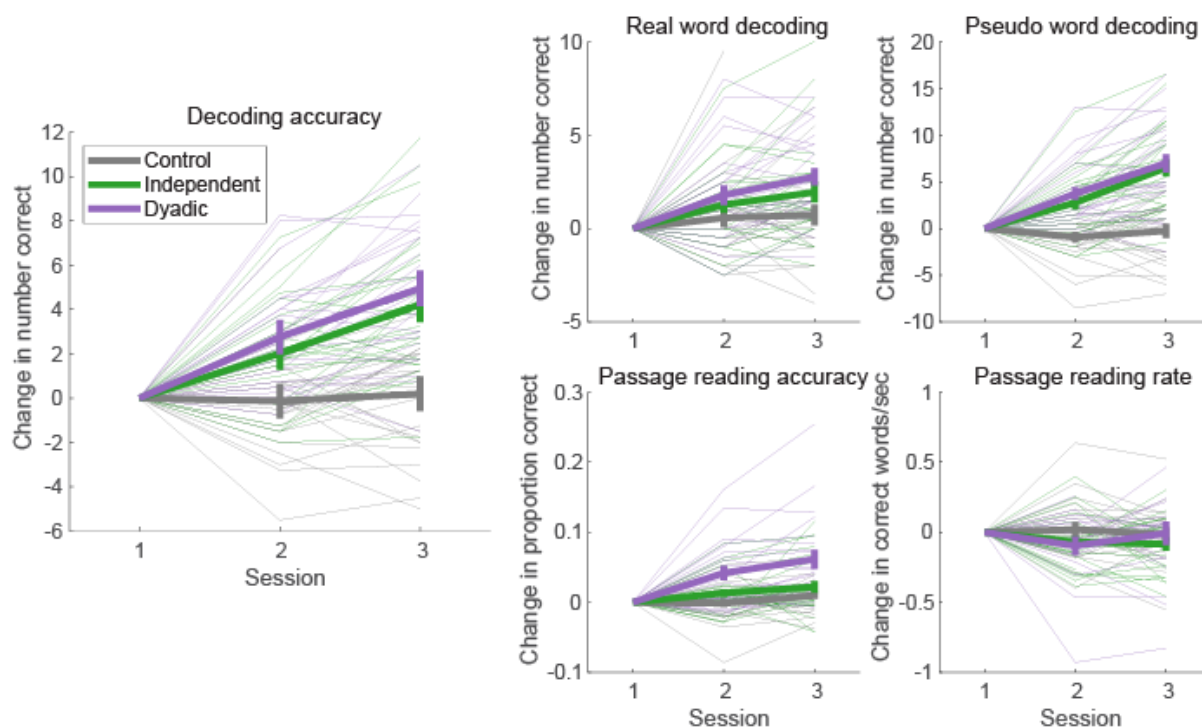 Decoding accuracy
Change in number correct
12
10
8
6
4
2
0
-2
-4
-6
Control
Independent
Dyadic
1
2
3
Session
Real word decoding
Change in number correct
10
5
0
-5
1
2
3
Pseudo word decoding
Change in number correct
20
15
10
5
0
-5
-10
1
2
3
Passage reading accuracy
Change in proportion correct
0.3
0.2
0.1
0
-0.1
1
2
3
Session
Passage reading rate
Change in correct words/sec
1
0.5
0
-0.5
-1
1
2
3
Session